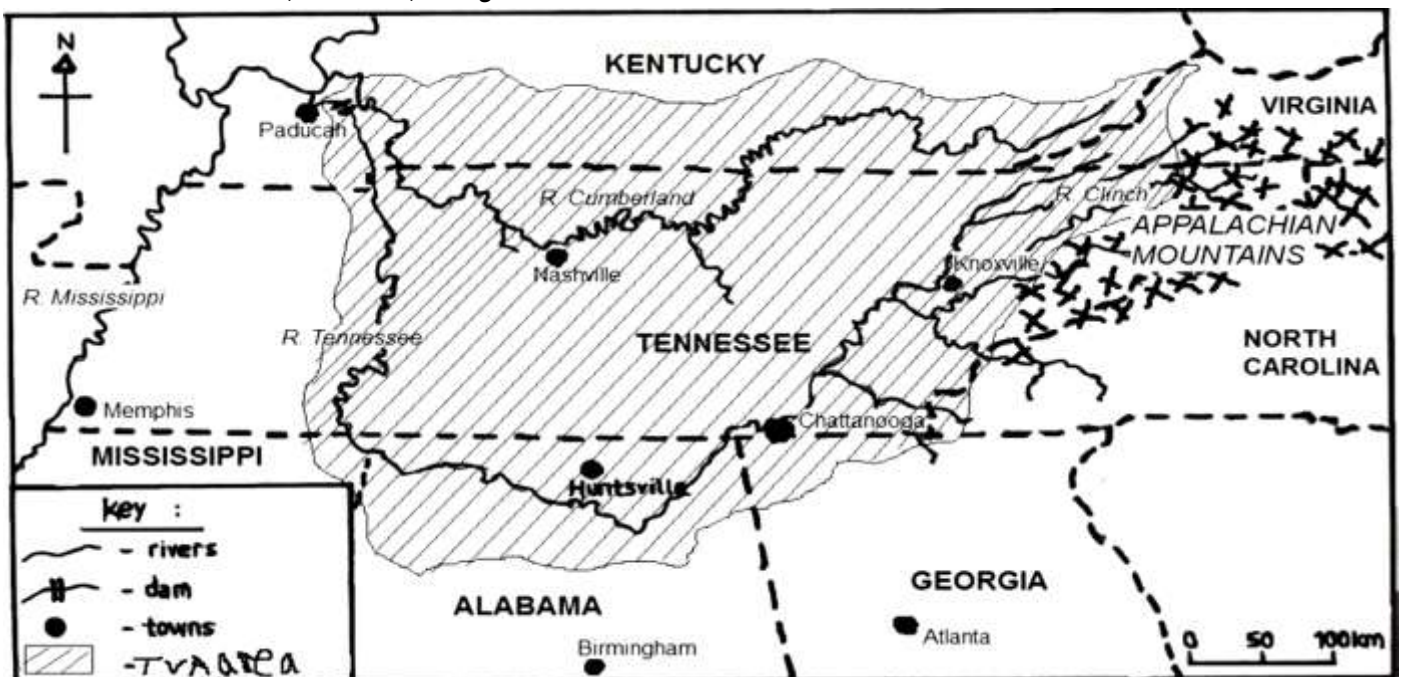 N
KENTUCKY
VIRGINIA
Paducah
R. Cumberland
R. Clinch
APPALACHIAN
MOUNTAINS
Nashville
Knoxville
R. Mississippi
R. Tennessee
TENNESSEE
NORTH
CAROLINA
Memphis
Chattanooga
MISSISSIPPI
Huntsville
key :
- rivers
- dam
- towns
- TVA area
ALABAMA
GEORGIA
Birmingham
Atlanta
0 50 100km